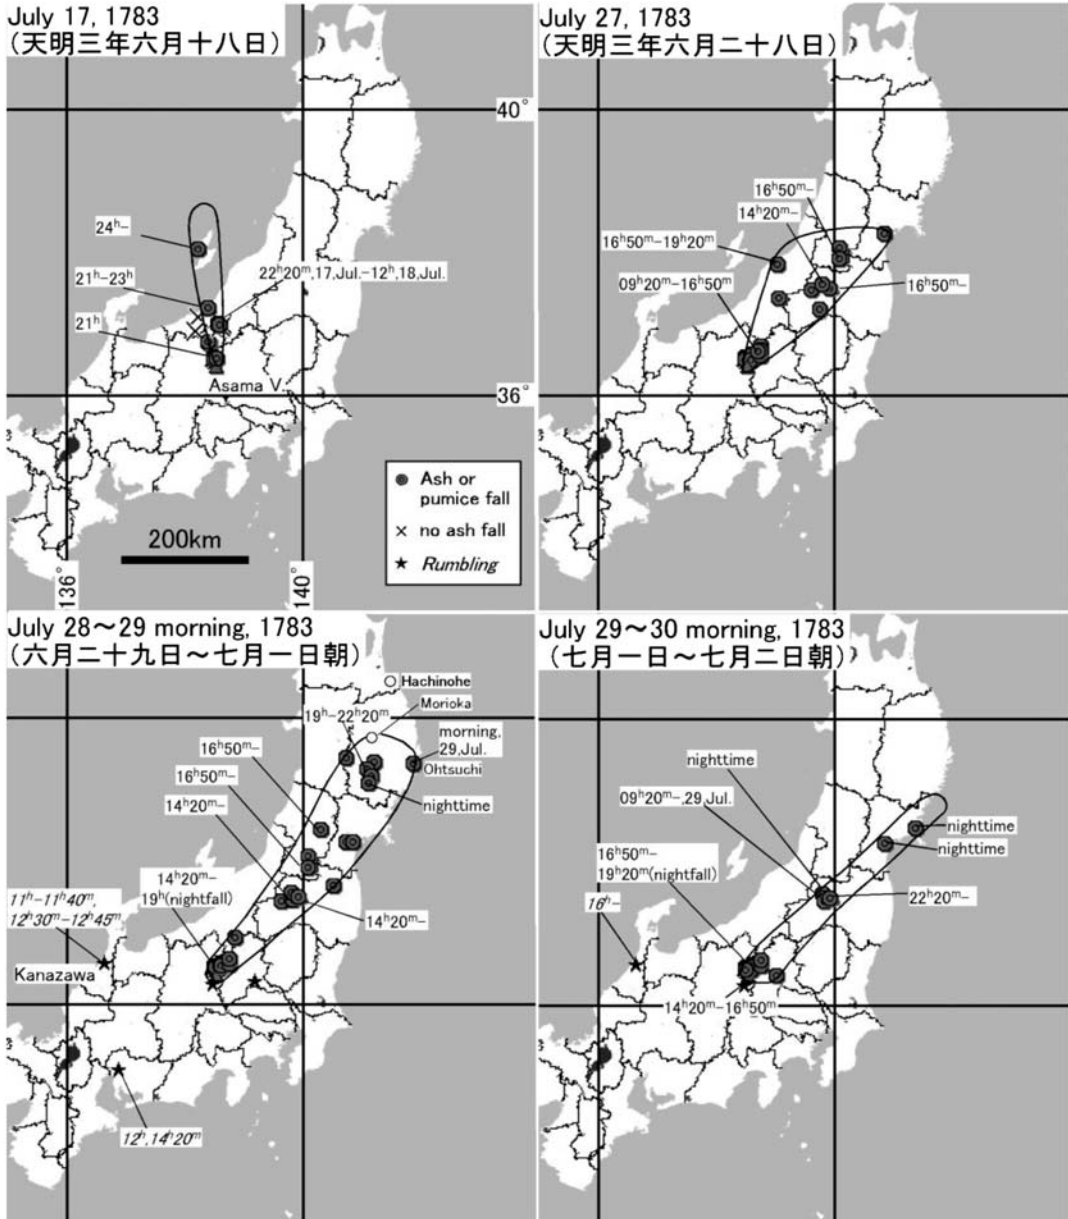 July 17, 1783
(天明三年六月十八日)
40°
24ʰ-
21ʰ-23ʰ
22ʰ20ᵐ,17,Jul.-12ʰ,18,Jul.
21ʰ
Asama V.
36°
Ash or
pumice fall
no ash fall
Rumbling
200km
136°
140°
July 27, 1783
(天明三年六月二十八日)
16ʰ50ᵐ-
14ʰ20ᵐ-
16ʰ50ᵐ-19ʰ20ᵐ
09ʰ20ᵐ-16ʰ50ᵐ
16ʰ50ᵐ-
July 28～29 morning, 1783
(六月二十九日～七月一日朝)
Hachinohe
Morioka
19ʰ-22ʰ20ᵐ
morning,
29,Jul.
Ohtsuchi
16ʰ50ᵐ-
16ʰ50ᵐ-
nighttime
14ʰ20ᵐ-
14ʰ20ᵐ-
19ʰ(nightfall)
11ʰ-11ʰ40ᵐ,
12ʰ30ᵐ-12ʰ45ᵐ
14ʰ20ᵐ-
Kanazawa
12ʰ,14ʰ20ᵐ
July 29～30 morning, 1783
(七月一日～七月二日朝)
nighttime
09ʰ20ᵐ-,29,Jul.
nighttime
nighttime
16ʰ50ᵐ-
19ʰ20ᵐ(nightfall)
22ʰ20ᵐ-
16ʰ-
14ʰ20ᵐ-16ʰ50ᵐ